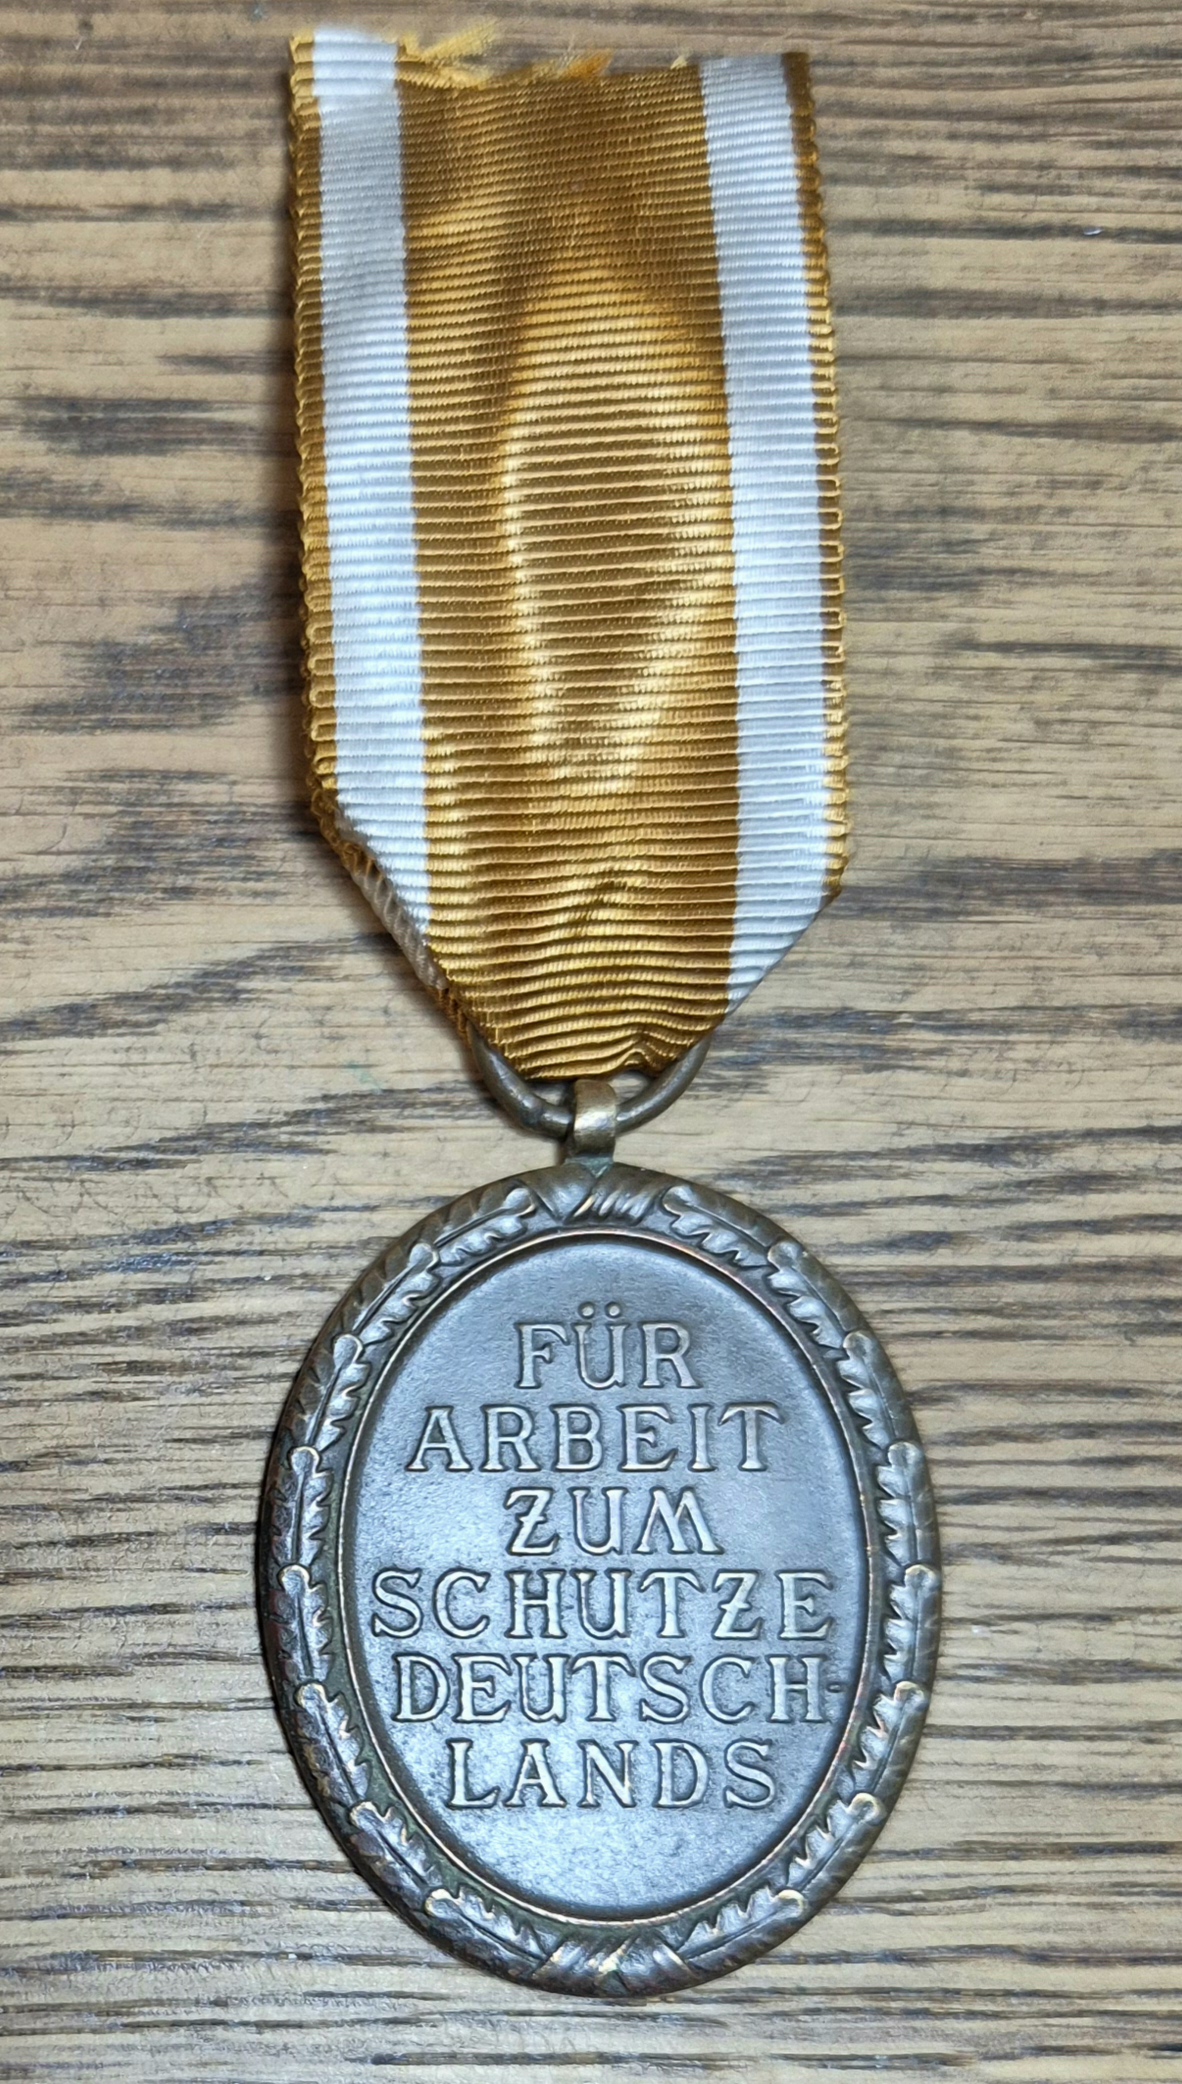 FÜR
ARBEIT
ZUM
SCHUTZE
DEUTSCH-
LANDS